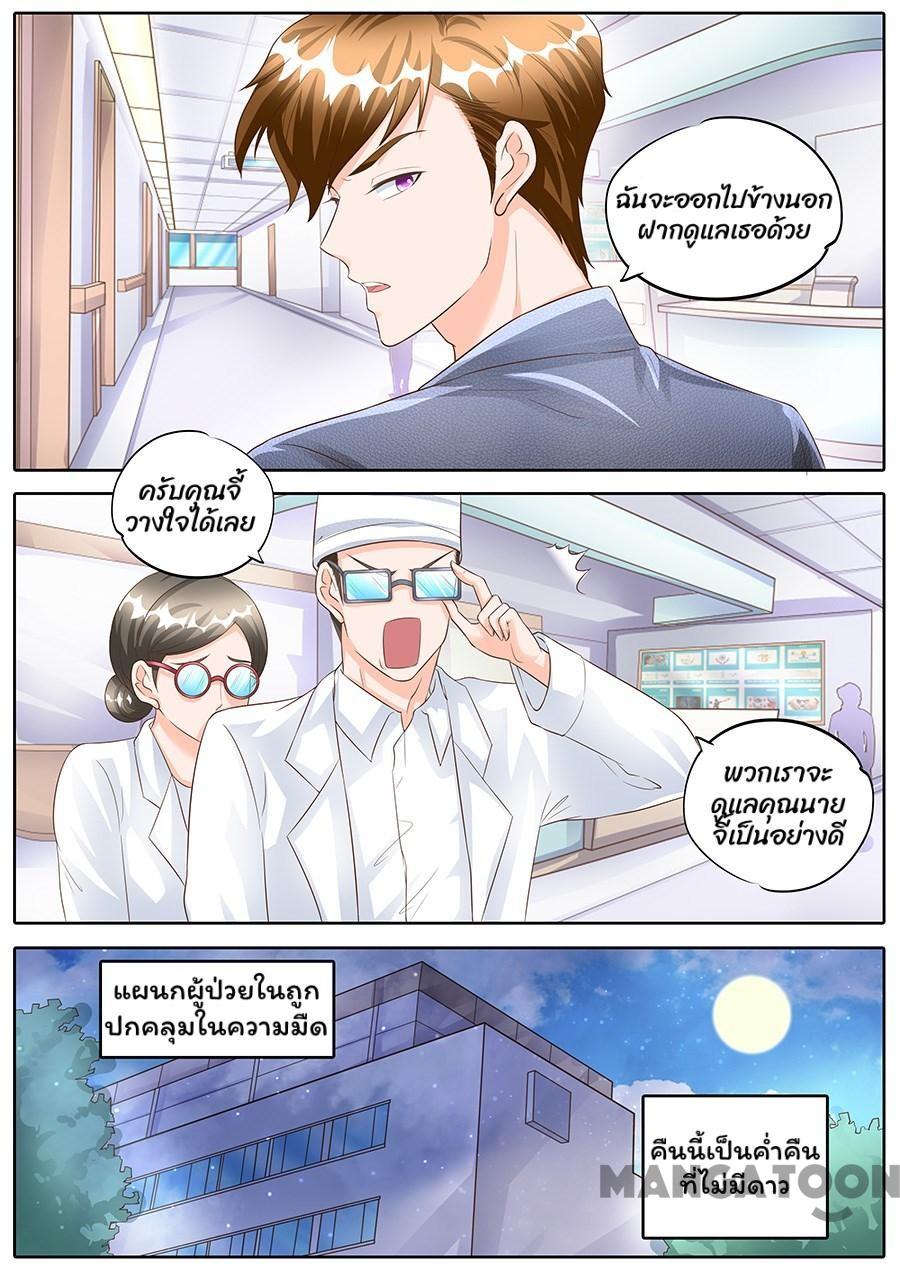 ฉันจะออกไปข้างนอก
ฝากดูแลเธอด้วย
ครับคุณจี้
วางใจได้เลย
พวกเราจะ
ดูแลคุณนาย
จี้เป็นอย่างดี
แผนกผู้ป่วยในถูก
ปกคลุมในความมืด
คืนนี้เป็นค่ำคืน
ที่ไม่มีดาว
MANGATOON